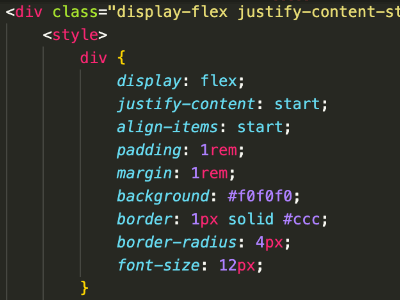 <div class="display-flex justify-content-st
<style>
div {
display: flex;
justify-content: start;
align-items: start;
padding: 1rem;
margin: 1rem;
background: #f0f0f0;
border: 1px solid #ccc;
border-radius: 4px;
font-size: 12px;
}